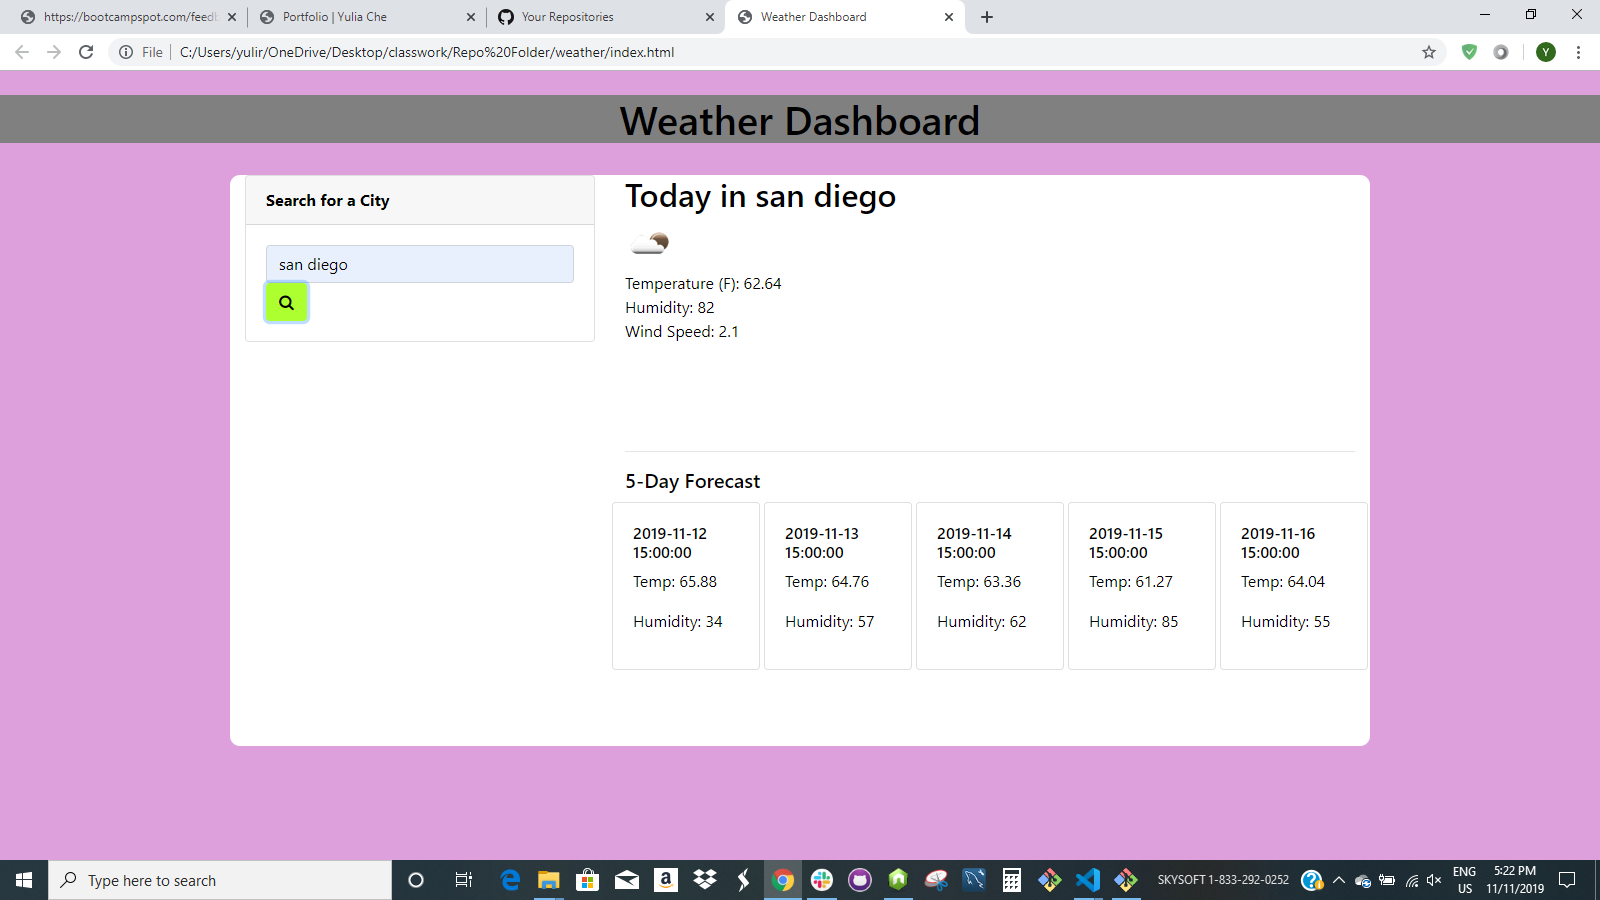 https://bootcampspot.com/feedb
Portfolio | Yulia Che
Your Repositories
Weather Dashboard
File
C:/Users/yulir/OneDrive/Desktop/classwork/Repo%20Folder/weather/index.html
Y
Weather Dashboard
Search for a City
san diego
Today in san diego
Temperature (F): 62.64
Humidity: 82
Wind Speed: 2.1
5-Day Forecast
2019-11-12
15:00:00
Temp: 65.88
Humidity: 34
2019-11-13
15:00:00
Temp: 64.76
Humidity: 57
2019-11-14
15:00:00
Temp: 63.36
Humidity: 62
2019-11-15
15:00:00
Temp: 61.27
Humidity: 85
2019-11-16
15:00:00
Temp: 64.04
Humidity: 55
Type here to search
SKYSOFT 1-833-292-0252
ENG
US
5:22 PM
11/11/2019